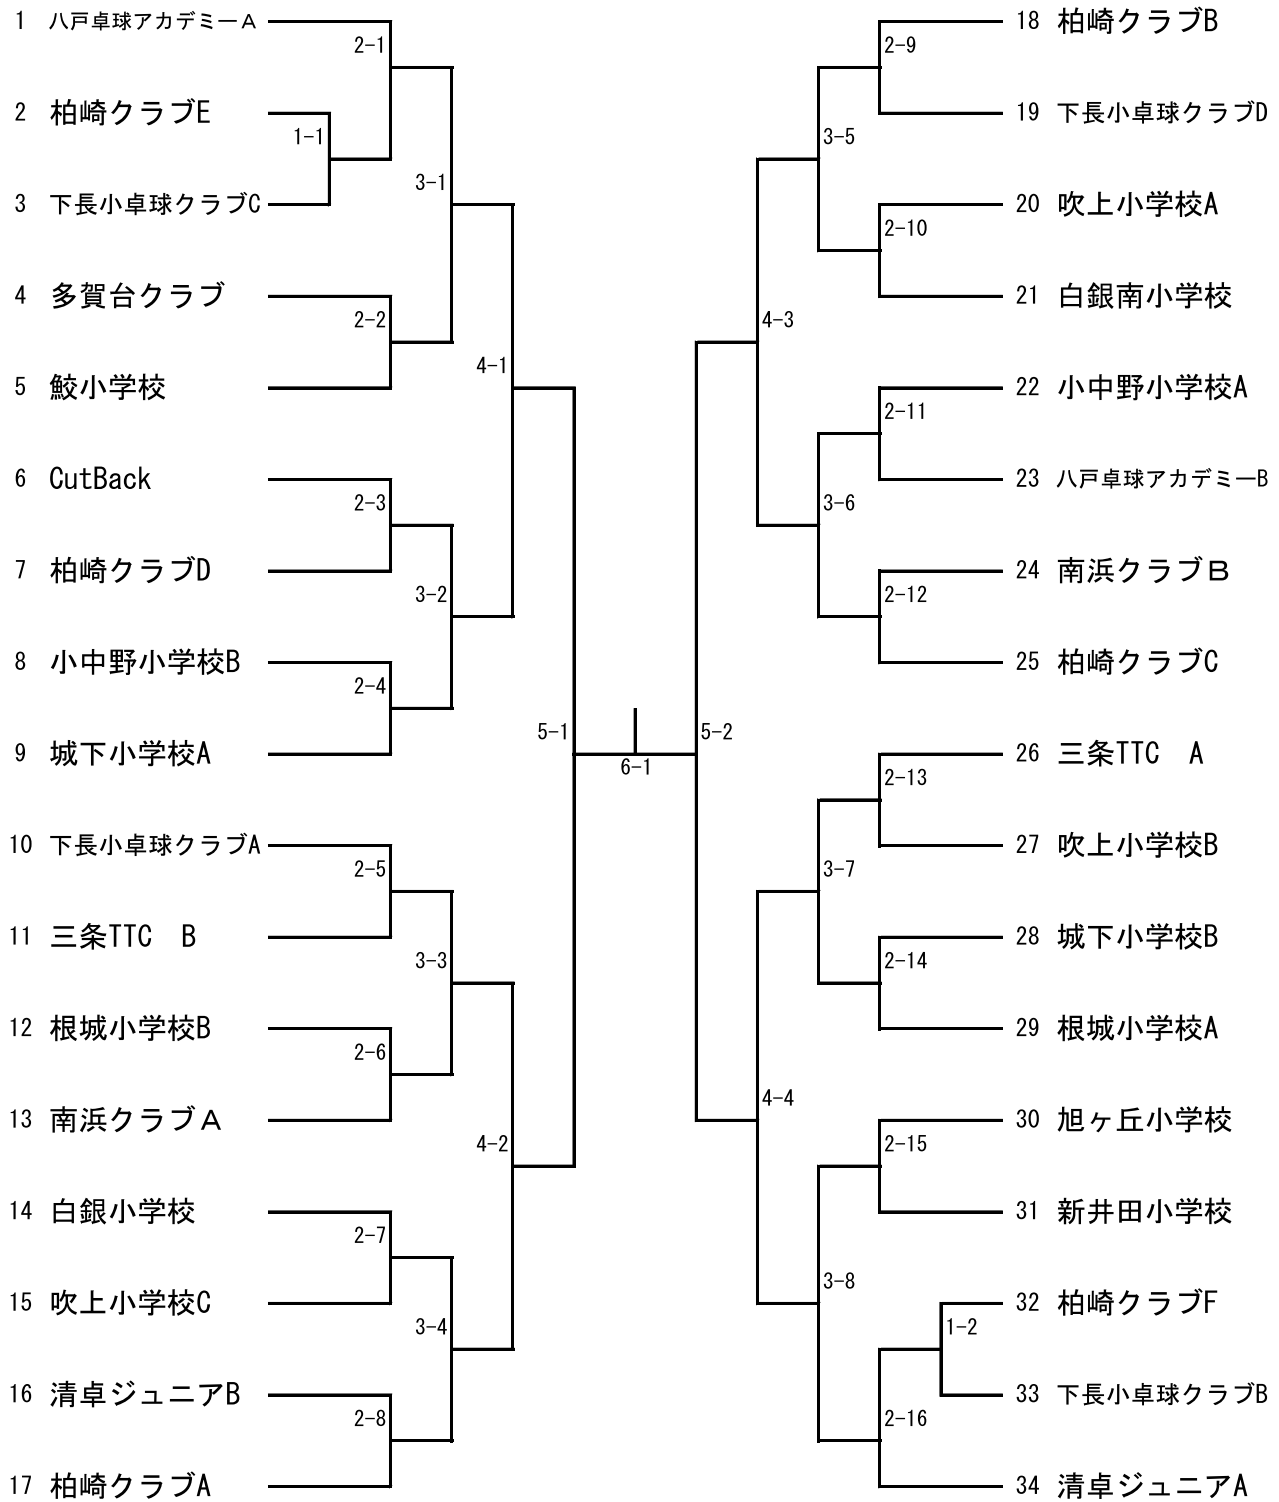 1 八戸卓球アカデミーA
2 柏崎クラブE
3 下長小卓球クラブC
4 多賀台クラブ
5 鮫小学校
6 CutBack
7 柏崎クラブD
8 小中野小学校B
9 城下小学校A
10 下長小卓球クラブA
11 三条TTC　B
12 根城小学校B
13 南浜クラブA
14 白銀小学校
15 吹上小学校C
16 清卓ジュニアB
17 柏崎クラブA
1-1
2-1
2-2
2-3
2-4
2-5
2-6
2-7
2-8
3-1
3-2
3-3
3-4
4-1
4-2
5-1
6-1
5-2
4-3
4-4
3-5
3-6
3-7
3-8
2-9
2-10
2-11
2-12
2-13
2-14
2-15
2-16
1-2
18 柏崎クラブB
19 下長小卓球クラブD
20 吹上小学校A
21 白銀南小学校
22 小中野小学校A
23 八戸卓球アカデミーB
24 南浜クラブB
25 柏崎クラブC
26 三条TTC　A
27 吹上小学校B
28 城下小学校B
29 根城小学校A
30 旭ヶ丘小学校
31 新井田小学校
32 柏崎クラブF
33 下長小卓球クラブB
34 清卓ジュニアA